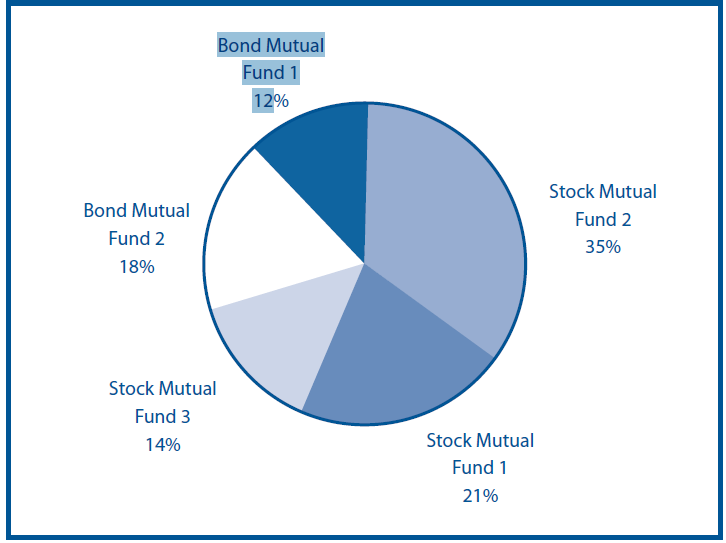 Bond Mutual
Fund 1
12%
Stock Mutual
Fund 2
35%
Bond Mutual
Fund 2
18%
Stock Mutual
Fund 3
14%
Stock Mutual
Fund 1
21%